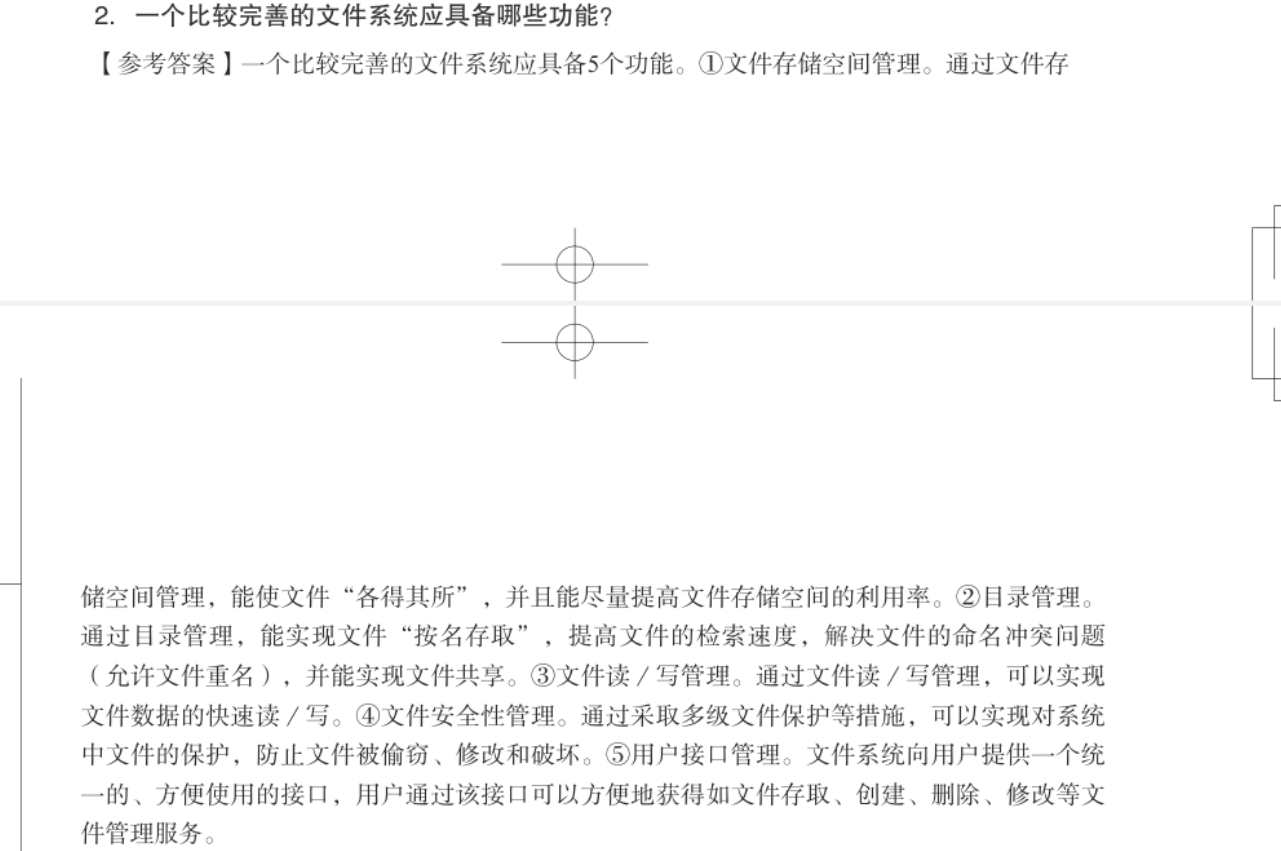 2. 一个比较完善的文件系统应具备哪些功能?
【参考答案】一个比较完善的文件系统应具备5个功能。①文件存储空间管理。通过文件存
储空间管理，能使文件“各得其所”，并且能尽量提高文件存储空间的利用率。②目录管理。
通过目录管理，能实现文件“按名存取”，提高文件的检索速度，解决文件的命名冲突问题
（允许文件重名），并能实现文件共享。③文件读/写管理。通过文件读/写管理，可以实现
文件数据的快速读/写。④文件安全性管理。通过采取多级文件保护等措施，可以实现对系统
中文件的保护，防止文件被偷窃、修改和破坏。⑤用户接口管理。文件系统向用户提供一个统
一的、方便使用的接口，用户通过该接口可以方便地获得如文件存取、创建、删除、修改等文
件管理服务。